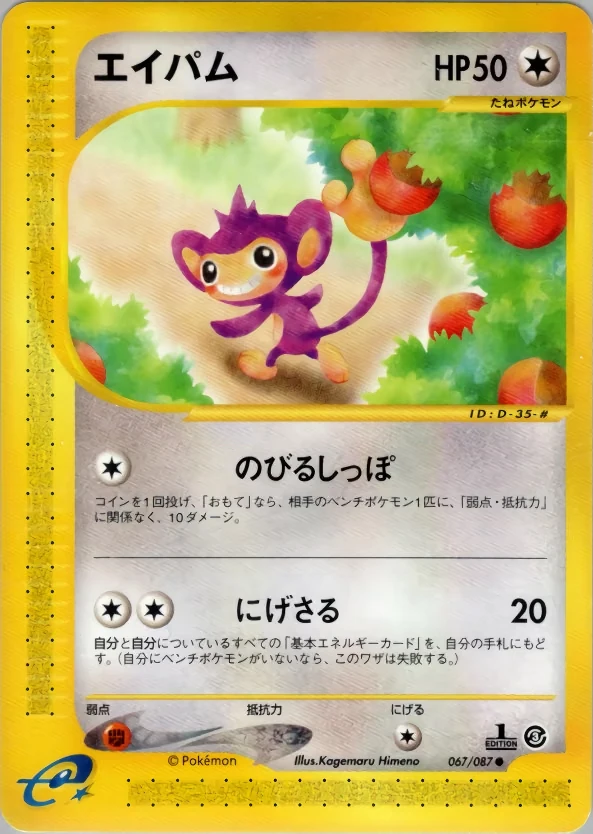 エイパム
HP50
たねポケモン
ID:D-35-#
のびるしっぽ
コインを1回投げ、「おもて」なら、相手のベンチポケモン1匹に、「弱点・抵抗力」
に関係なく、10ダメージ。
にげさる 20
自分と自分についているすべての「基本エネルギーカード」を、自分の手札にもど
す。(自分にベンチポケモンがいないなら、このワザは失敗する。)
弱点 抵抗力 にげる
1
EDITION
3
© Pokémon
Illus.Kagemaru Himeno
067/087 ●
e